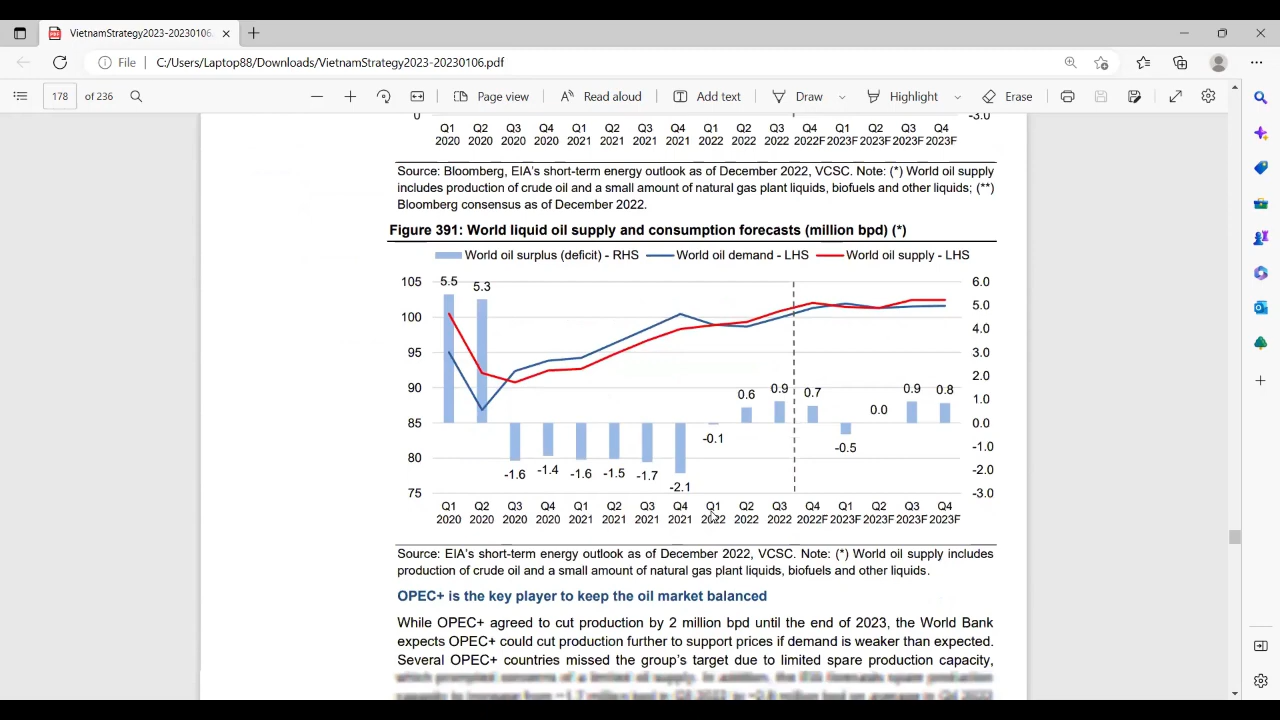 VietnamStrategy2023-20230106.
File C:/Users/Laptop88/Downloads/VietnamStrategy2023-20230106.pdf
178 of 236 Page view Read aloud Add text Draw Highlight Erase
0 -3.0
Q1 Q2 Q3 Q4 Q1 Q2 Q3 Q4 Q1 Q2 Q3 Q4 Q1 Q2 Q3 Q4
2020 2020 2020 2020 2021 2021 2021 2021 2022 2022 2022 2022F 2023F 2023F 2023F 2023F
Source: Bloomberg, EIA's short-term energy outlook as of December 2022, VCSC. Note: (*) World oil supply
includes production of crude oil and a small amount of natural gas plant liquids, biofuels and other liquids; (**)
Bloomberg consensus as of December 2022.
Figure 391: World liquid oil supply and consumption forecasts (million bpd) (*)
World oil surplus (deficit) - RHS World oil demand - LHS World oil supply - LHS
105 5.5 5.3 6.0
100 5.0
4.0
95 3.0
90 2.0
0.6 0.9 0.7 0.9 0.8 1.0
85 0.0 0.0
-0.1 -0.5 -1.0
80 -1.6 -1.4 -1.6 -1.5 -1.7 -2.1 -2.0
75 -3.0
Q1 Q2 Q3 Q4 Q1 Q2 Q3 Q4 Q1 Q2 Q3 Q4 Q1 Q2 Q3 Q4
2020 2020 2020 2020 2021 2021 2021 2021 2022 2022 2022 2022F 2023F 2023F 2023F 2023F
Source: EIA's short-term energy outlook as of December 2022, VCSC. Note: (*) World oil supply includes
production of crude oil and a small amount of natural gas plant liquids, biofuels and other liquids.
OPEC+ is the key player to keep the oil market balanced
While OPEC+ agreed to cut production by 2 million bpd until the end of 2023, the World Bank
expects OPEC+ could cut production further to support prices if demand is weaker than expected.
Several OPEC+ countries missed the group's target due to limited spare production capacity,